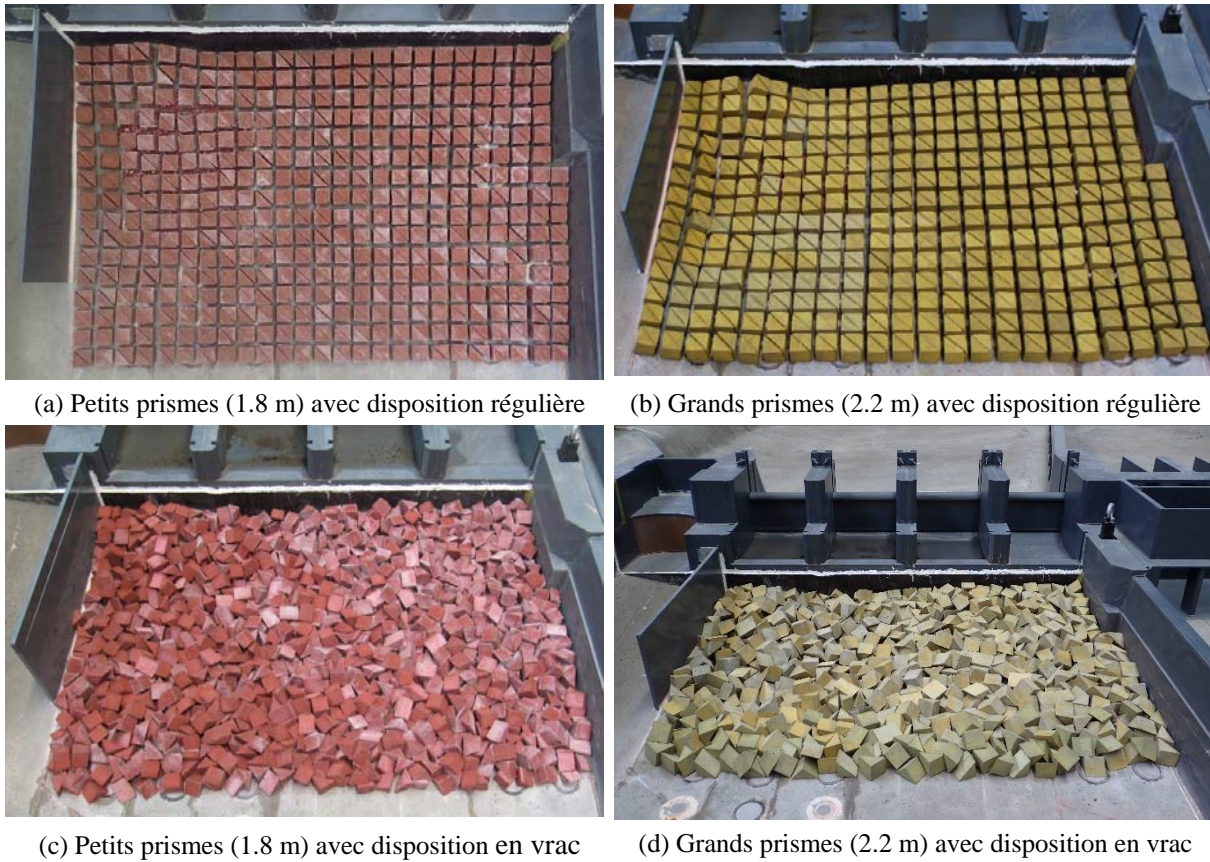 (a) Petits prismes (1.8 m) avec disposition régulière
(b) Grands prismes (2.2 m) avec disposition régulière
(c) Petits prismes (1.8 m) avec disposition en vrac
(d) Grands prismes (2.2 m) avec disposition en vrac